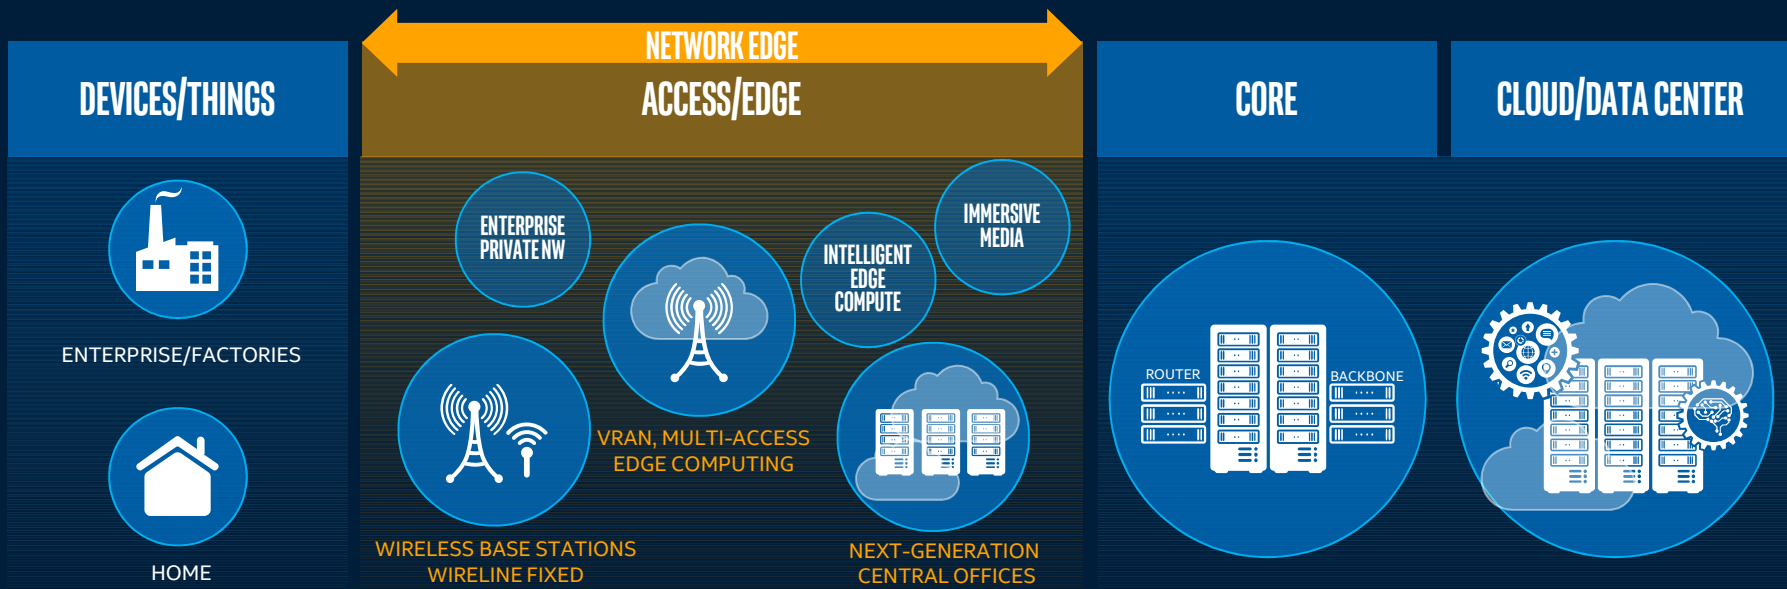 NETWORK EDGE
DEVICES/THINGS
ACCESS/EDGE
CORE
CLOUD/DATA CENTER
ENTERPRISE/FACTORIES
HOME
ENTERPRISE
PRIVATE NW
IMMERSIVE
MEDIA
INTELLIGENT
EDGE
COMPUTE
VRAN, MULTI-ACCESS
EDGE COMPUTING
WIRELESS BASE STATIONS
WIRELINE FIXED
NEXT-GENERATION
CENTRAL OFFICES
ROUTER
BACKBONE